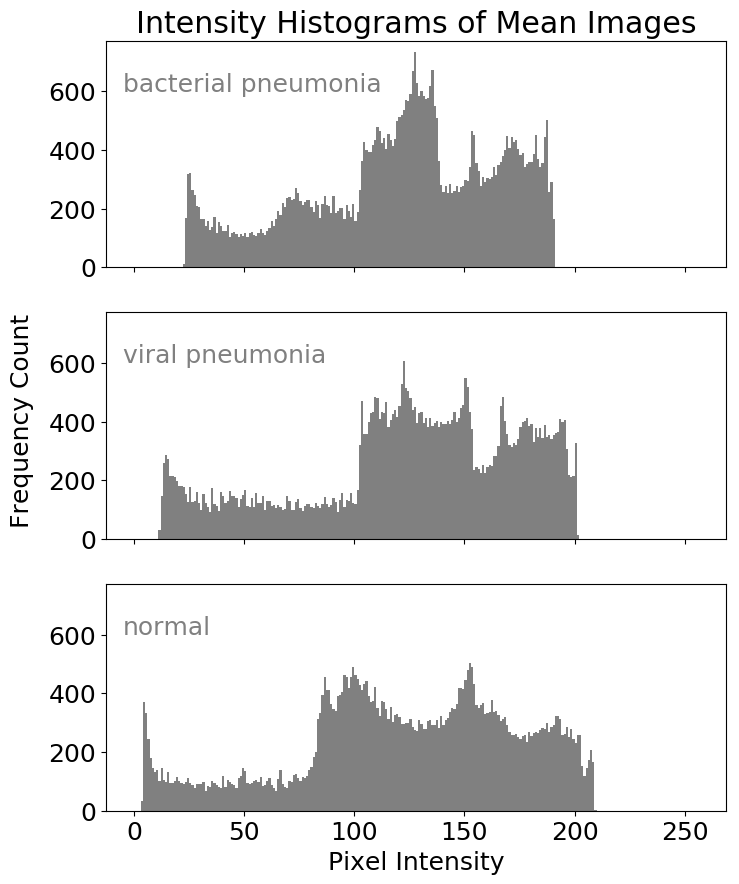 Intensity Histograms of Mean Images
bacterial pneumonia
600
400
200
0
viral pneumonia
600
400
200
0
Frequency Count
normal
600
400
200
0
0 50 100 150 200 250
Pixel Intensity